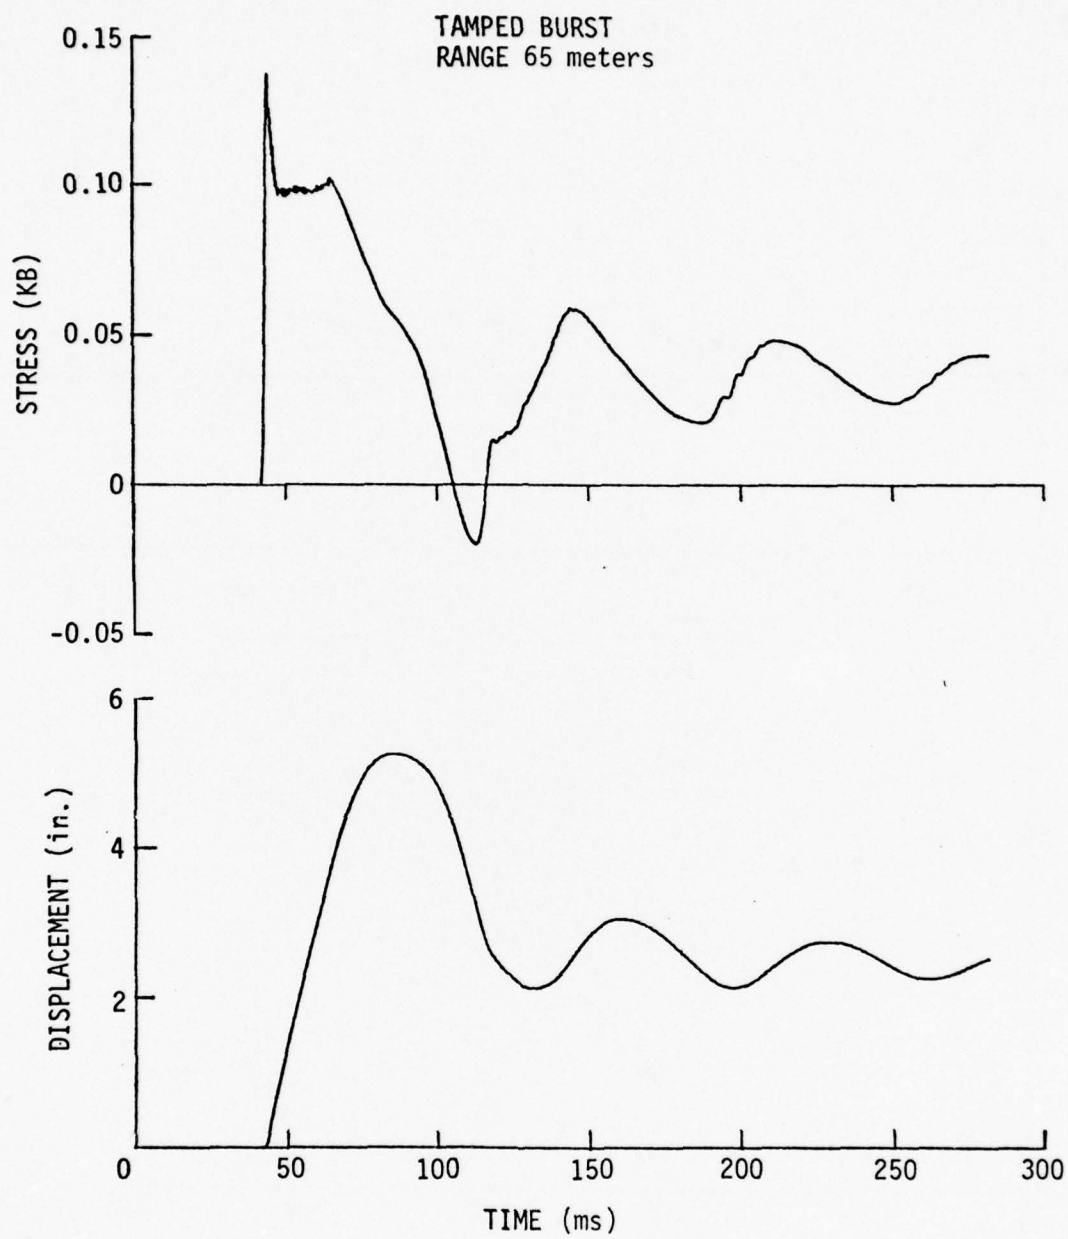 TAMPED BURST
RANGE 65 meters
0.15
0.10
0.05
0
-0.05
STRESS (KB)
6
4
2
DISPLACEMENT (in.)
0 50 100 150 200 250 300
TIME (ms)